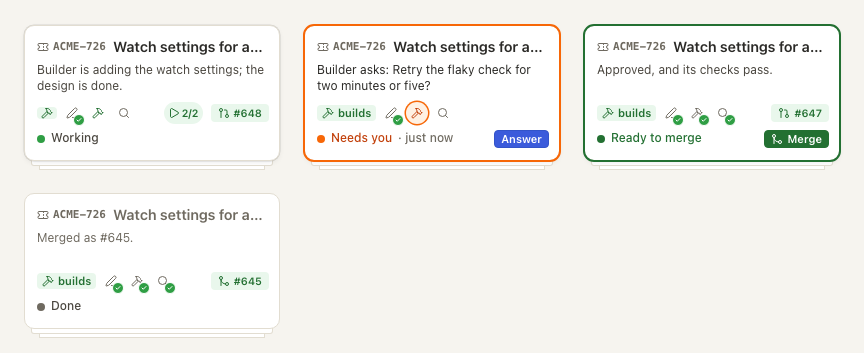 ACME-726 Watch settings for a...
Builder is adding the watch settings; the
design is done.
2/2 #648
Working
ACME-726 Watch settings for a...
Builder asks: Retry the flaky check for
two minutes or five?
builds
Needs you · just now Answer
ACME-726 Watch settings for a...
Approved, and its checks pass.
builds #647
Ready to merge Merge
ACME-726 Watch settings for a...
Merged as #645.
builds #645
Done